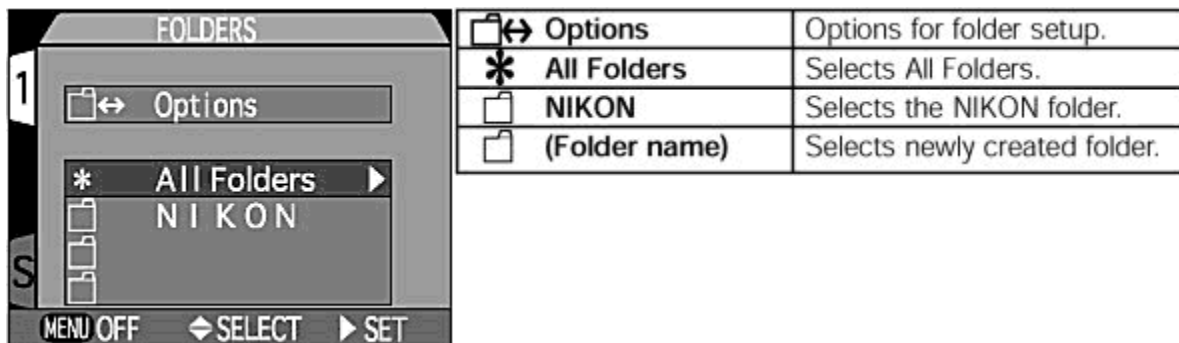 FOLDERS
1
Options
* All Folders
NIKON
S
MENU OFF SELECT SET
Options Options for folder setup.
* All Folders Selects All Folders.
NIKON Selects the NIKON folder.
(Folder name) Selects newly created folder.